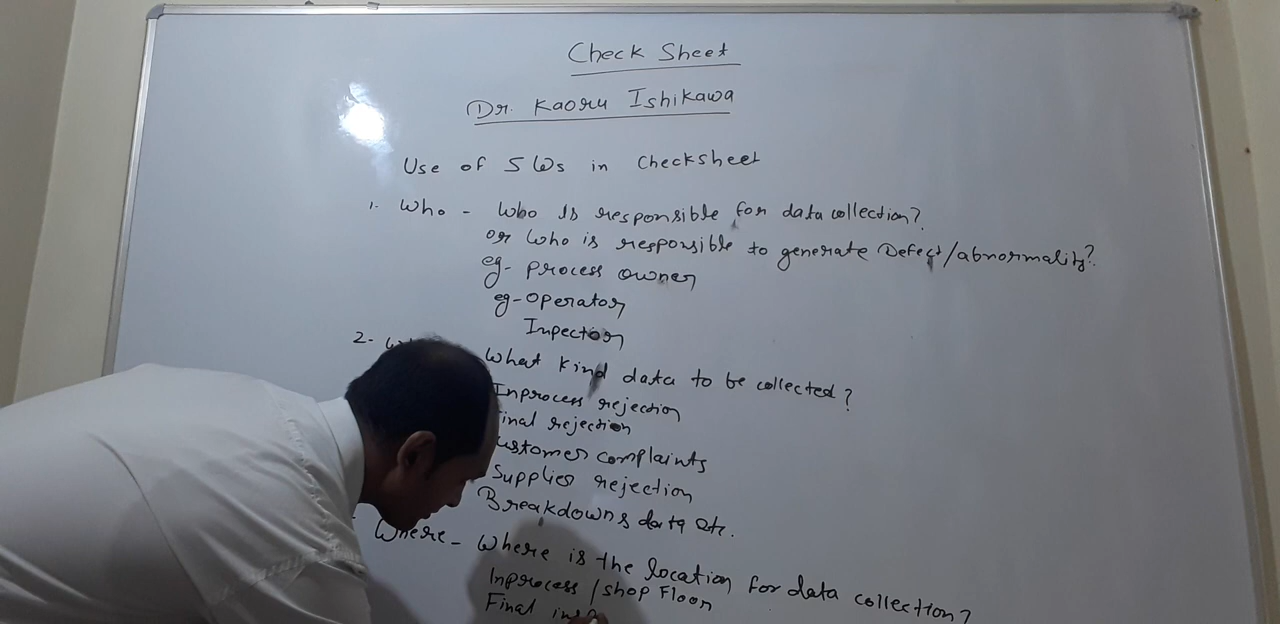 Check Sheet
Dr. Kaoru Ishikawa
Use of 5 Ws in Checksheet
1. Who - Who Is responsible for data collection?
or Who is responsible to generate Defect/abnormality?
eg- Process owner
eg- Operator
Inpector
2. What kind data to be collected?
Inprocess rejection
Final rejection
Customer complaints
Supplier rejection
Breakdowns data etc.
Where - Where is the location for data collection?
Inprocess / shop Floor
Final